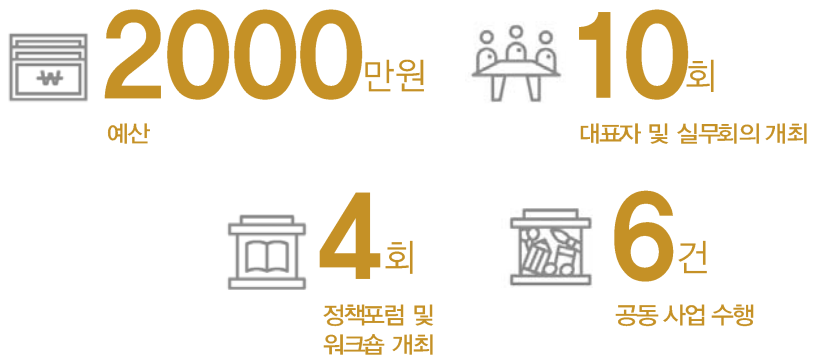 ₩
2000만원
예산
10회
대표자 및 실무회의 개최
4회
정책포럼 및
워크숍 개최
6건
공동 사업 수행